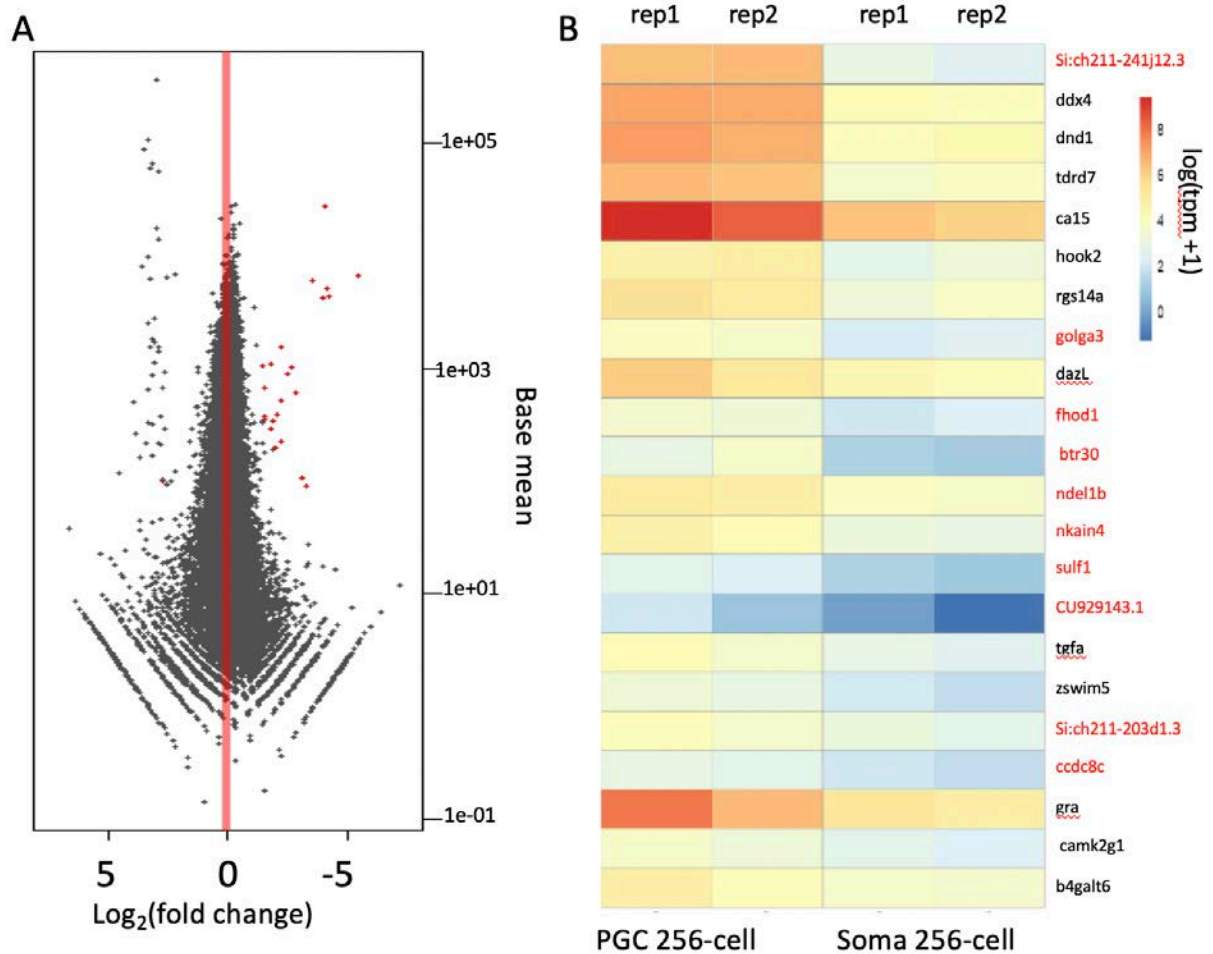 A
1e+05
1e+03
1e+01
1e-01
Base mean
5 0 -5
Log2(fold change)
B
rep1 rep2 rep1 rep2
Si:ch211-241j12.3
ddx4
dnd1
tdrd7
ca15
hook2
rgs14a
golga3
dazL
fhod1
btr30
ndel1b
nkain4
sulf1
CU929143.1
tgfa
zswim5
Si:ch211-203d1.3
ccdc8c
gra
camk2g1
b4galt6
PGC 256-cell Soma 256-cell
8
6
4
2
0
log(tpm +1)